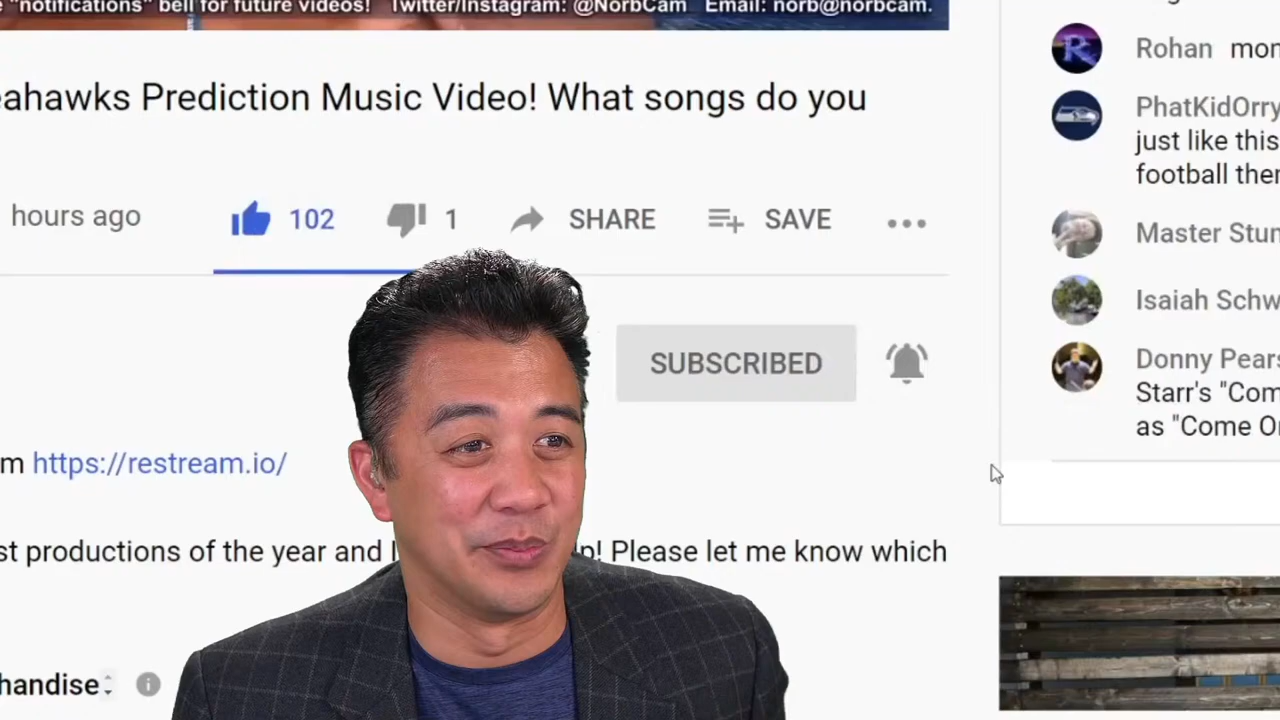 "notifications" bell for future videos! Twitter/Instagram: @NorbCam Email: norb@norbcam.
eahawks Prediction Music Video! What songs do you
hours ago
102
1
SHARE
SAVE
SUBSCRIBED
m https://restream.io/
st productions of the year and I p! Please let me know which
handise
Rohan mon
PhatKidOrry
just like this
football ther
Master Stun
Isaiah Schw
Donny Pears
Starr's "Com
as "Come O